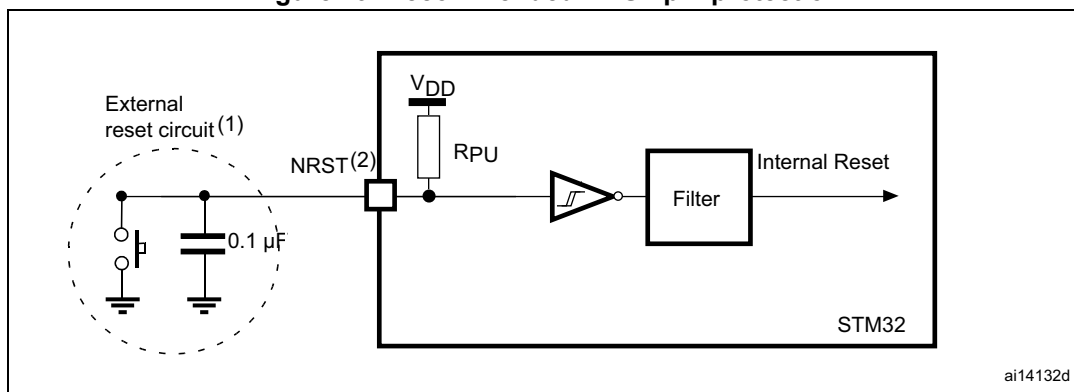 External
reset circuit(1)
VDD
NRST(2)
RPU
Internal Reset
Filter
0.1 µF
STM32
ai14132d